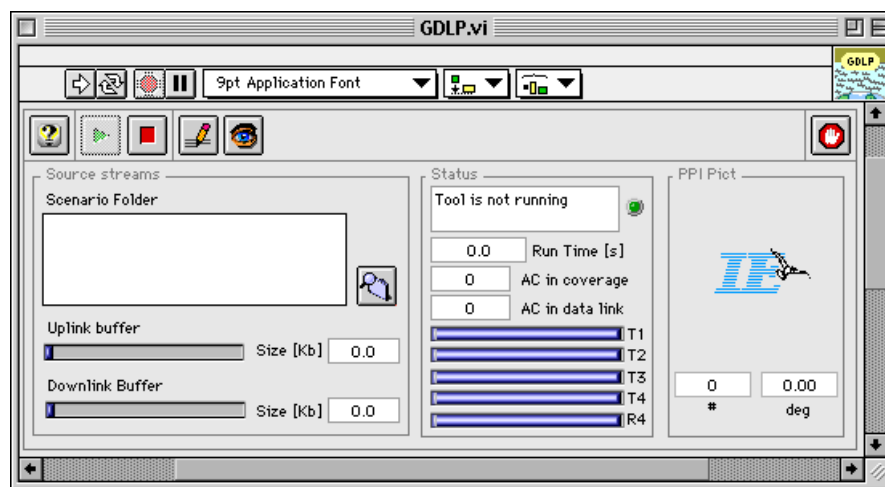 GDLP.vi
9pt Application Font
GDLP
Source streams
Scenario Folder
Uplink buffer
Size [Kb] 0.0
Downlink Buffer
Size [Kb] 0.0
Status
Tool is not running
0.0 Run Time [s]
0 AC in coverage
0 AC in data link
T1
T2
T3
T4
R4
PPI Pict
IE
0 0.00
# deg